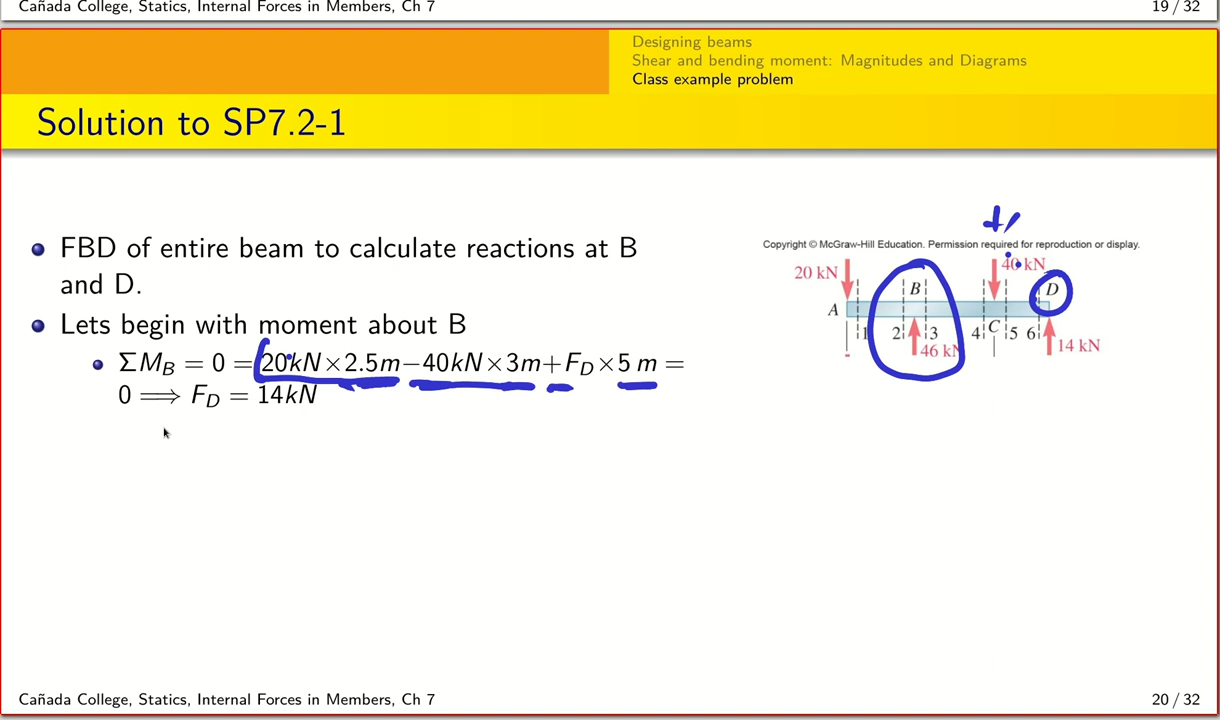 Cañada College, Statics, Internal Forces in Members, Ch 7 19 / 32
Designing beams
Shear and bending moment: Magnitudes and Diagrams
Class example problem
Solution to SP7.2-1
FBD of entire beam to calculate reactions at B
and D.
Lets begin with moment about B
ΣM_B = 0 = 20kN × 2.5m − 40kN × 3m + F_D × 5 m =
0 ⟹ F_D = 14kN
Copyright © McGraw-Hill Education. Permission required for reproduction or display.
20 kN 40 kN
B D
A
1 2 3 4 C 5 6
46 kN 14 kN
Cañada College, Statics, Internal Forces in Members, Ch 7 20 / 32